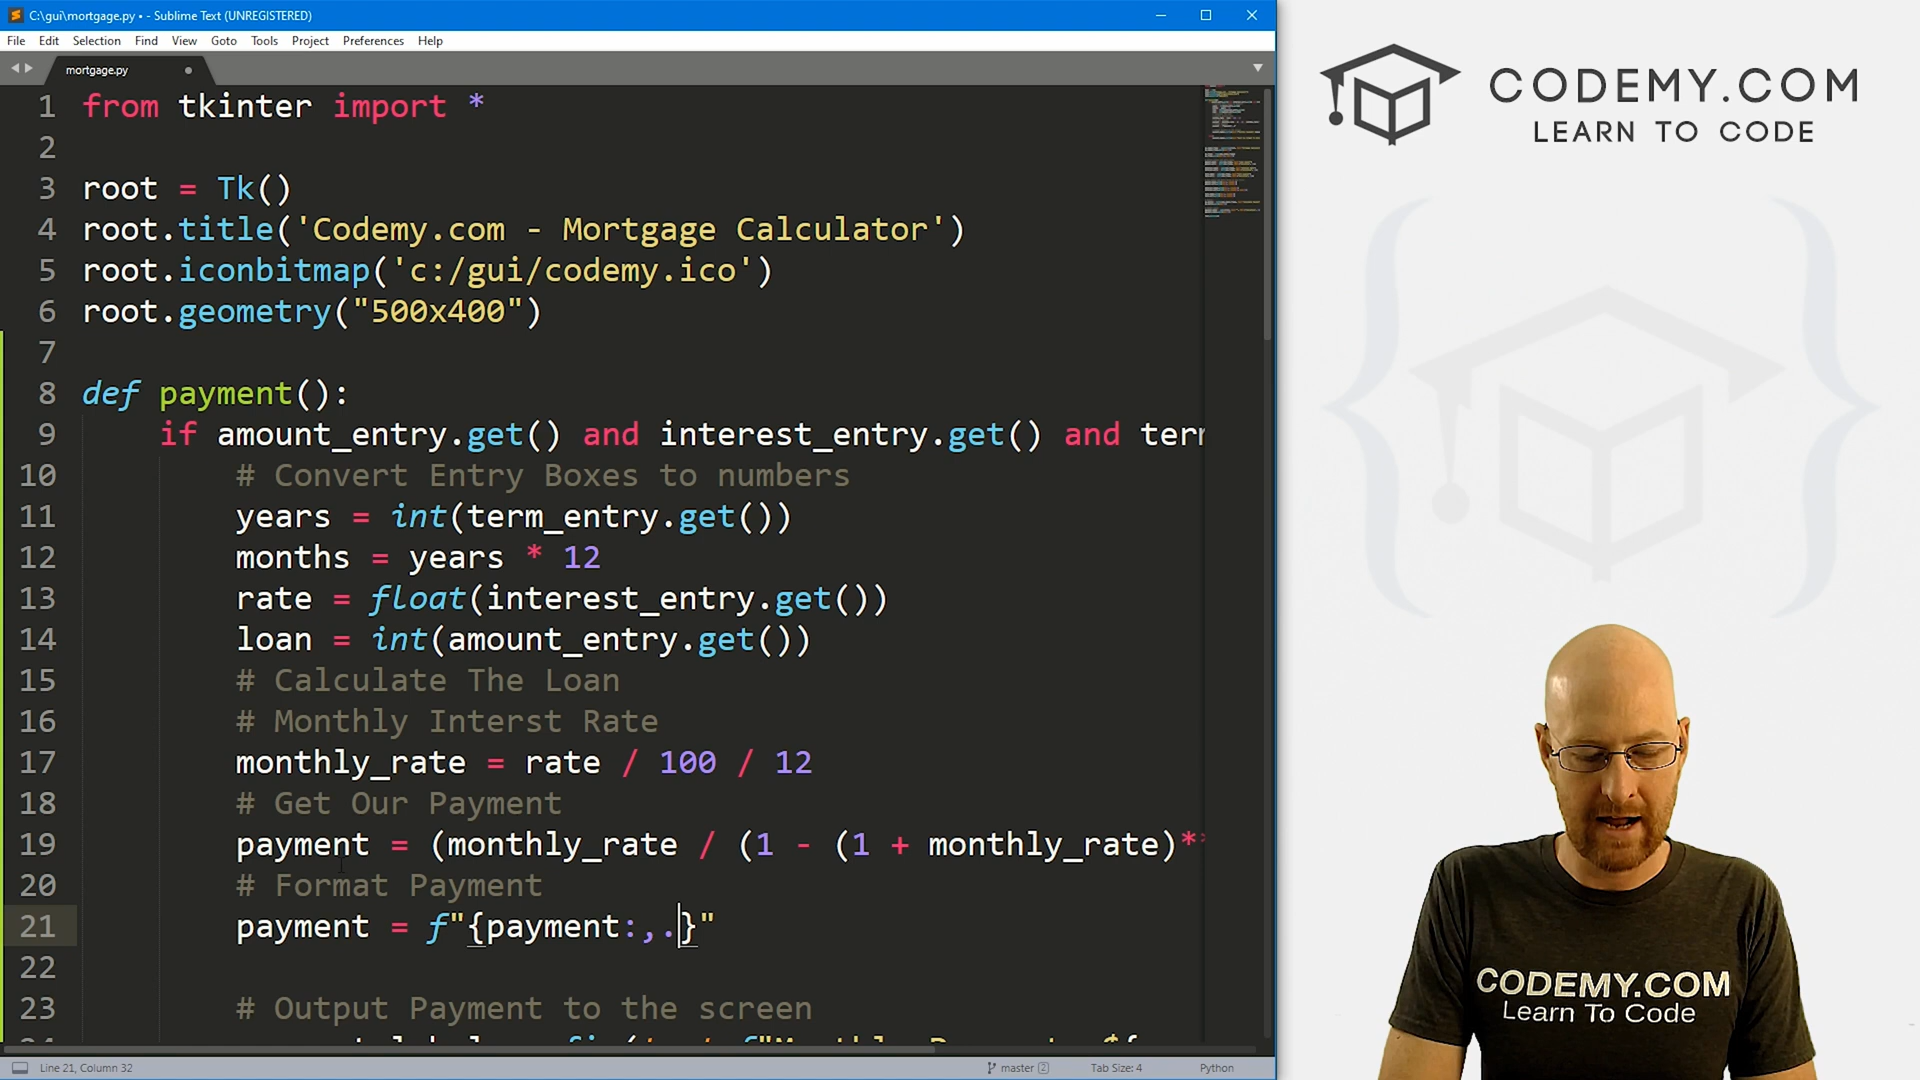 C:\gui\mortgage.py • - Sublime Text (UNREGISTERED)
File Edit Selection Find View Goto Tools Project Preferences Help
mortgage.py
1 from tkinter import *
2
3 root = Tk()
4 root.title('Codemy.com - Mortgage Calculator')
5 root.iconbitmap('c:/gui/codemy.ico')
6 root.geometry("500x400")
7
8 def payment():
9 if amount_entry.get() and interest_entry.get() and term
10 # Convert Entry Boxes to numbers
11 years = int(term_entry.get())
12 months = years * 12
13 rate = float(interest_entry.get())
14 loan = int(amount_entry.get())
15 # Calculate The Loan
16 # Monthly Interst Rate
17 monthly_rate = rate / 100 / 12
18 # Get Our Payment
19 payment = (monthly_rate / (1 - (1 + monthly_rate)**
20 # Format Payment
21 payment = f"{payment:,.}"
22
23 # Output Payment to the screen
Line 21, Column 32
master 2
Tab Size: 4
Python
CODEMY.COM
LEARN TO CODE
CODEMY.COM
Learn To Code